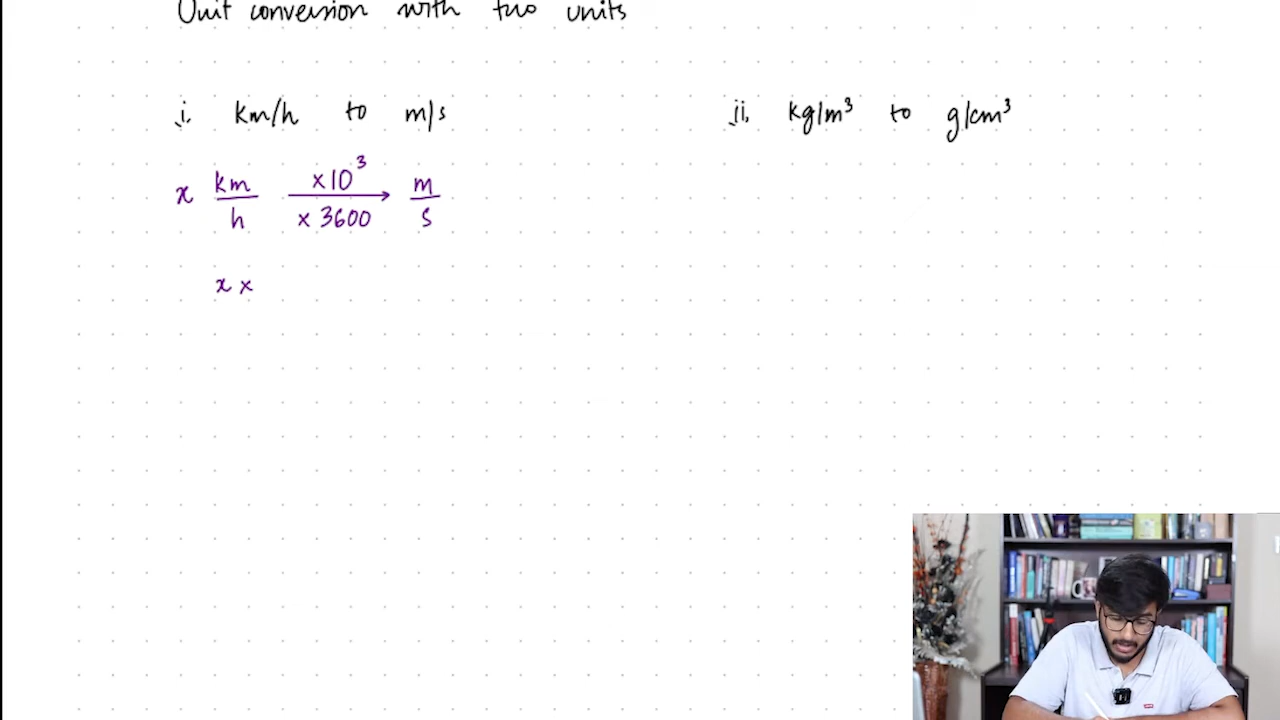 Unit conversion with two units
i. km/h to m/s
x km/h ×10³/×3600 → m/s
x ×
ii. kg/m³ to g/cm³